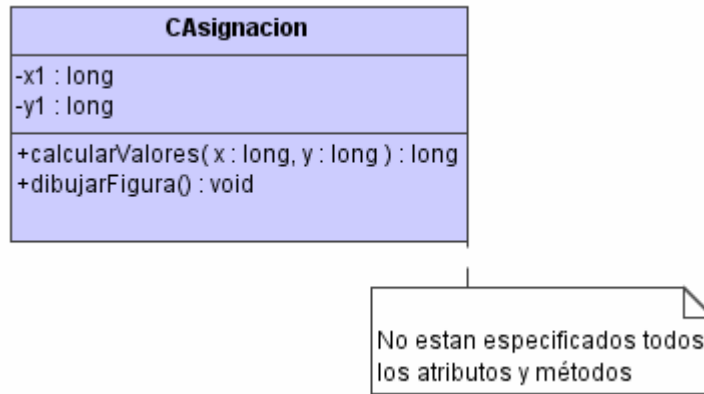 CAsignacion
-x1 : long
-y1 : long
+calcularValores( x : long, y : long ) : long
+dibujarFigura() : void
No estan especificados todos
los atributos y métodos